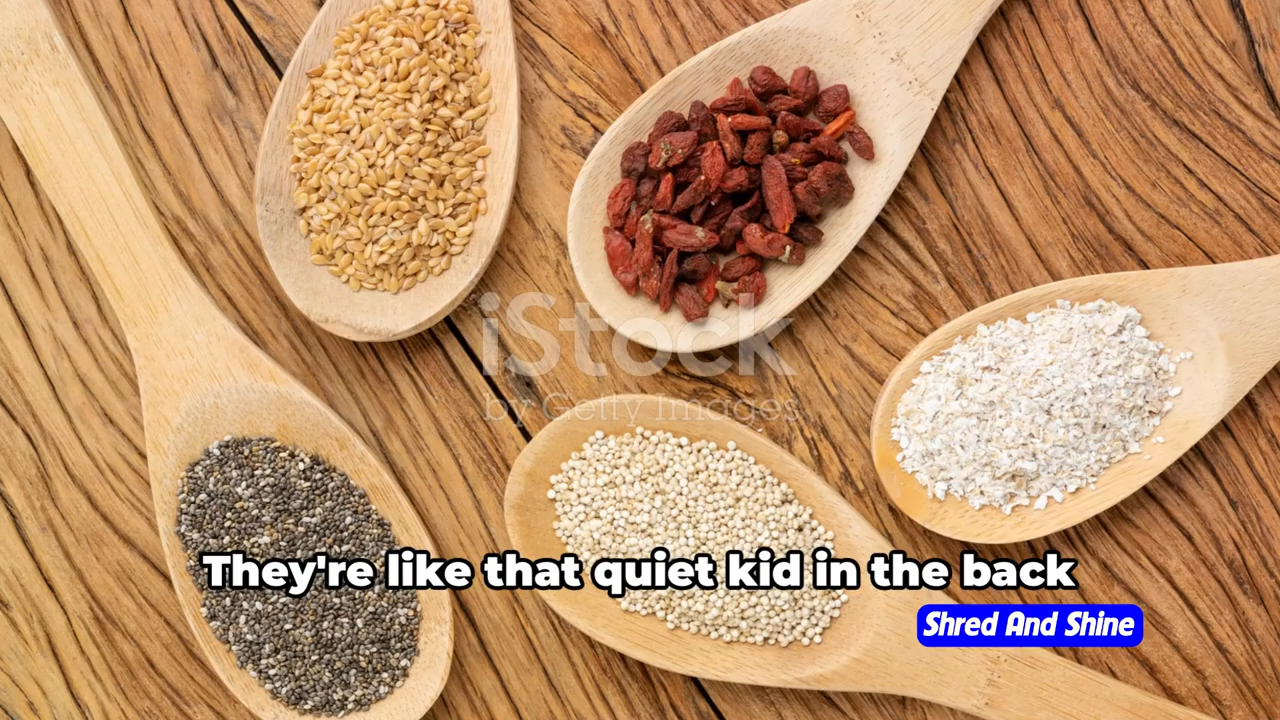 iStock
by Getty Images
They're like that quiet kid in the back
Shred And Shine